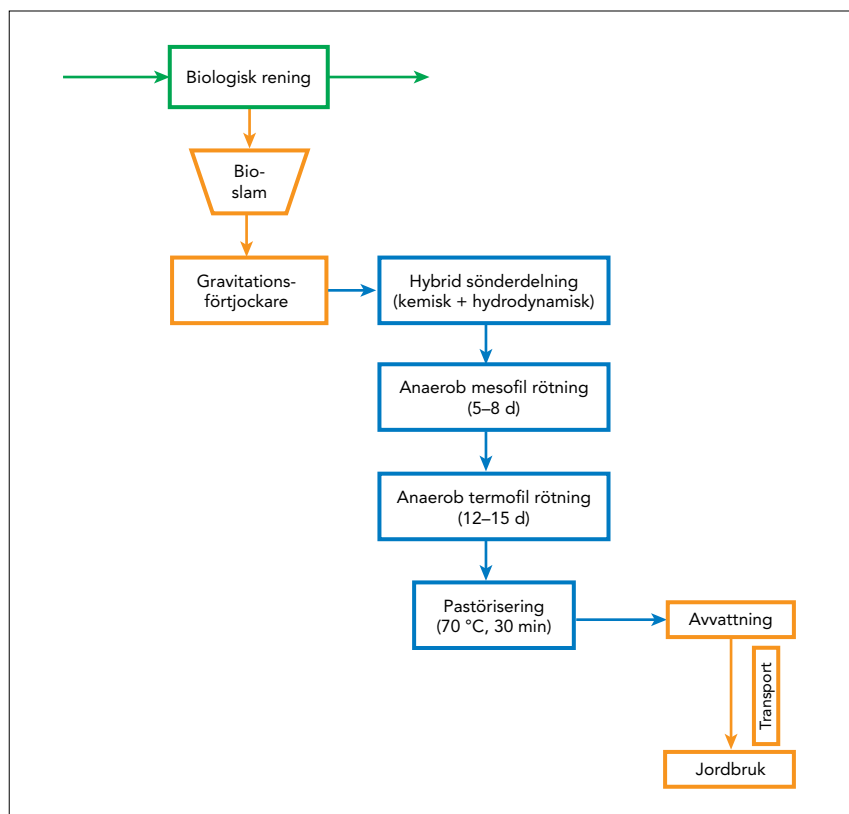 Biologisk rening
Bio-
slam
Gravitations-
förtjockare
Hybrid sönderdelning
(kemisk + hydrodynamisk)
Anaerob mesofil rötning
(5–8 d)
Anaerob termofil rötning
(12–15 d)
Pastörisering
(70 °C, 30 min)
Avvattning
Transport
Jordbruk